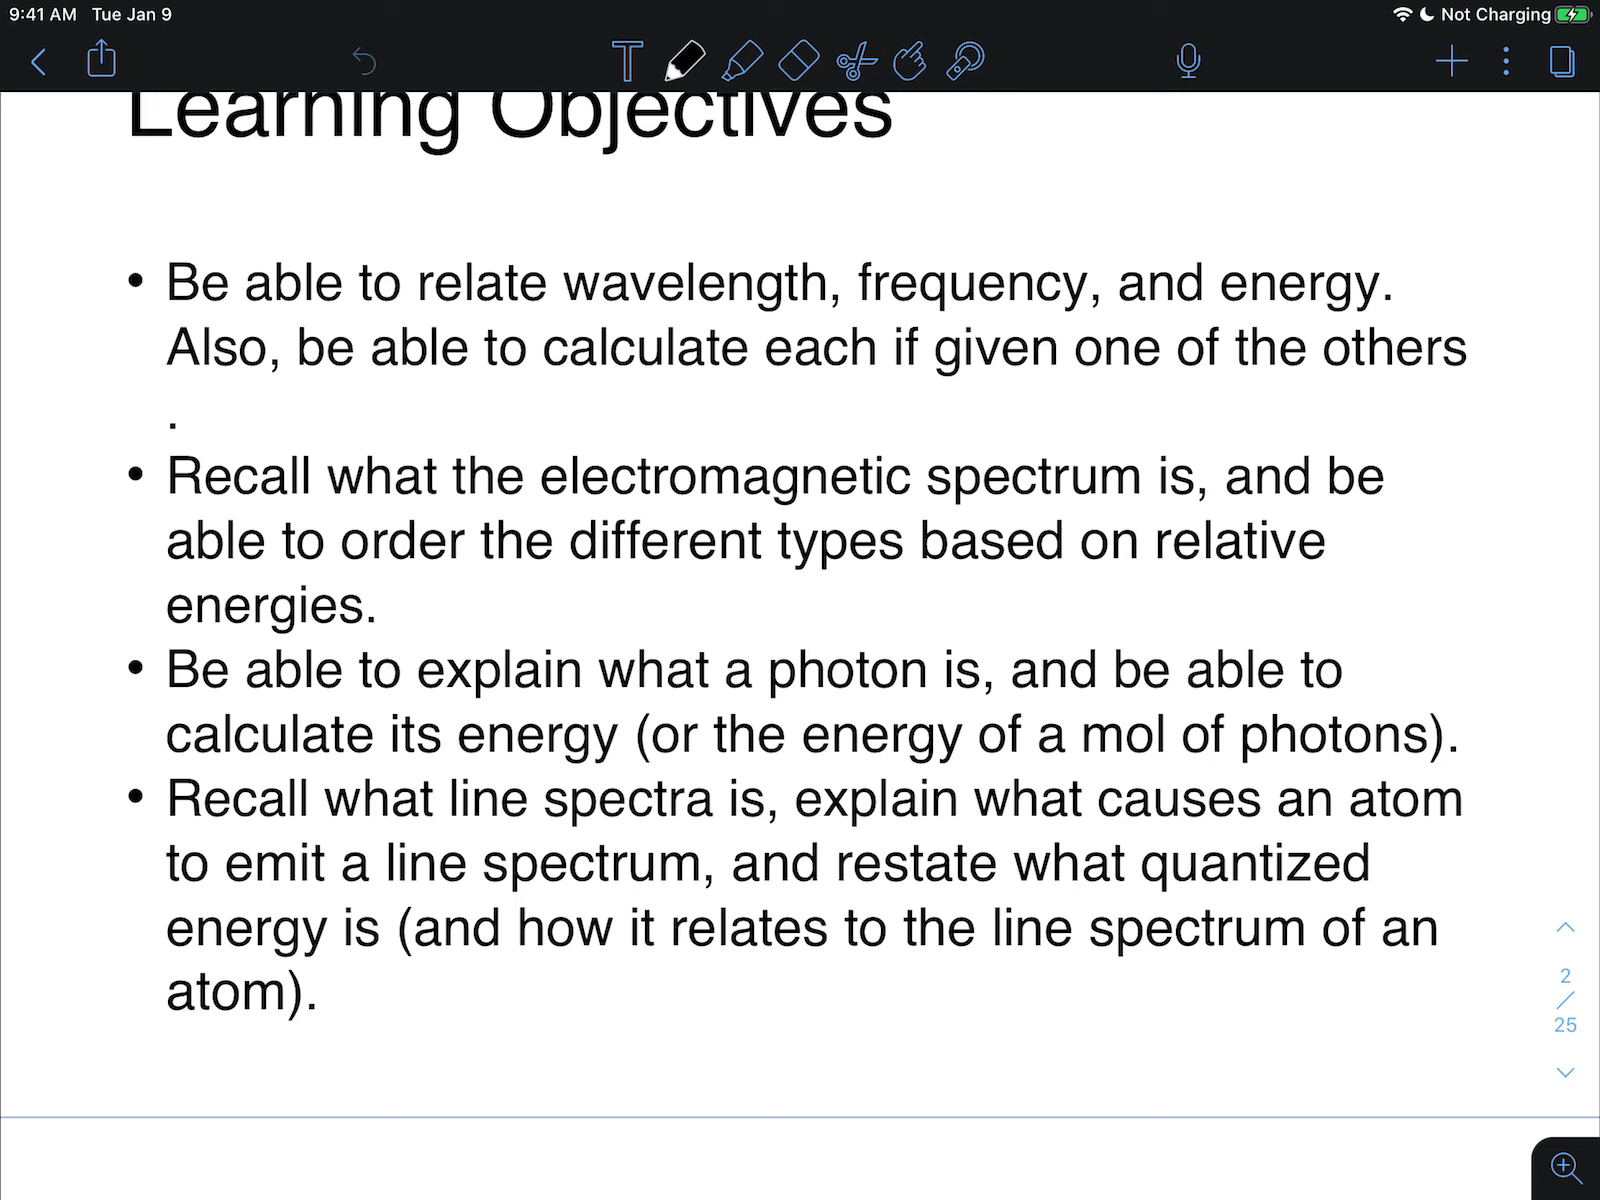 9:41 AM Tue Jan 9 Not Charging
T
Learning Objectives
• Be able to relate wavelength, frequency, and energy.
Also, be able to calculate each if given one of the others
.
• Recall what the electromagnetic spectrum is, and be
able to order the different types based on relative
energies.
• Be able to explain what a photon is, and be able to
calculate its energy (or the energy of a mol of photons).
• Recall what line spectra is, explain what causes an atom
to emit a line spectrum, and restate what quantized
energy is (and how it relates to the line spectrum of an
atom).
2
/
25